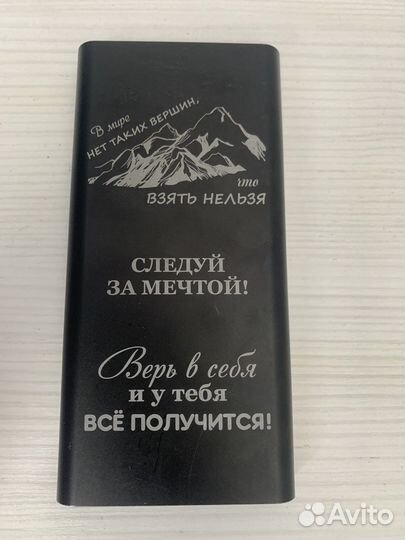 В мире
НЕТ ТАКИХ ВЕРШИН,
что
ВЗЯТЬ НЕЛЬЗЯ
СЛЕДУЙ
ЗА МЕЧТОЙ!
Верь в себя
и у тебя
ВСЁ ПОЛУЧИТСЯ!
Avito